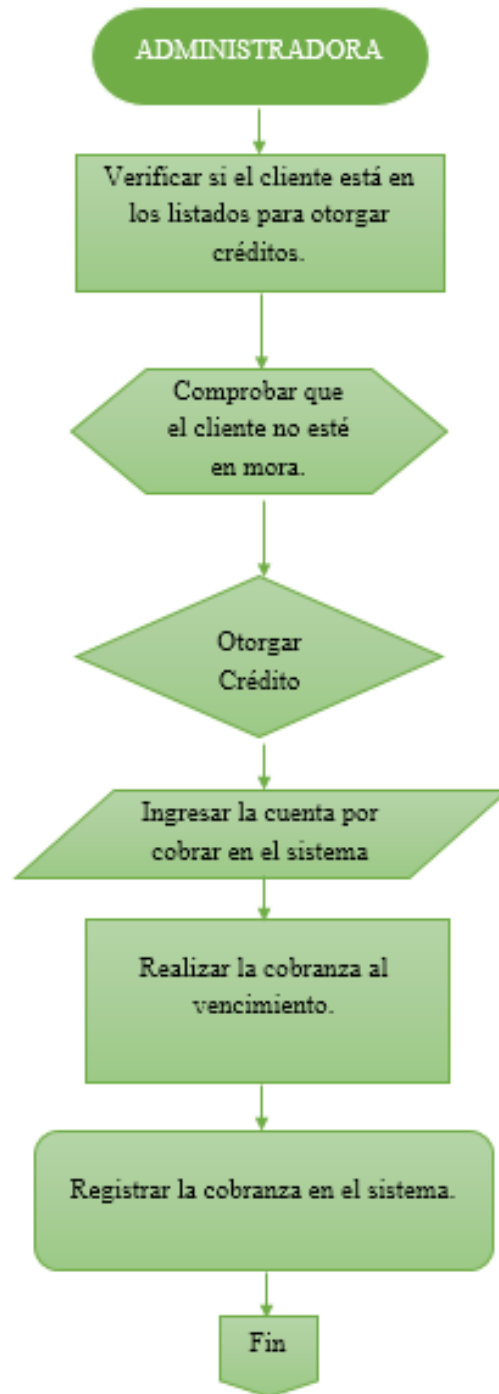 ADMINISTRADORA
Verificar si el cliente está en
los listados para otorgar
créditos.
Comprobar que
el cliente no esté
en mora.
Otorgar
Crédito
Ingresar la cuenta por
cobrar en el sistema
Realizar la cobranza al
vencimiento.
Registrar la cobranza en el sistema.
Fin